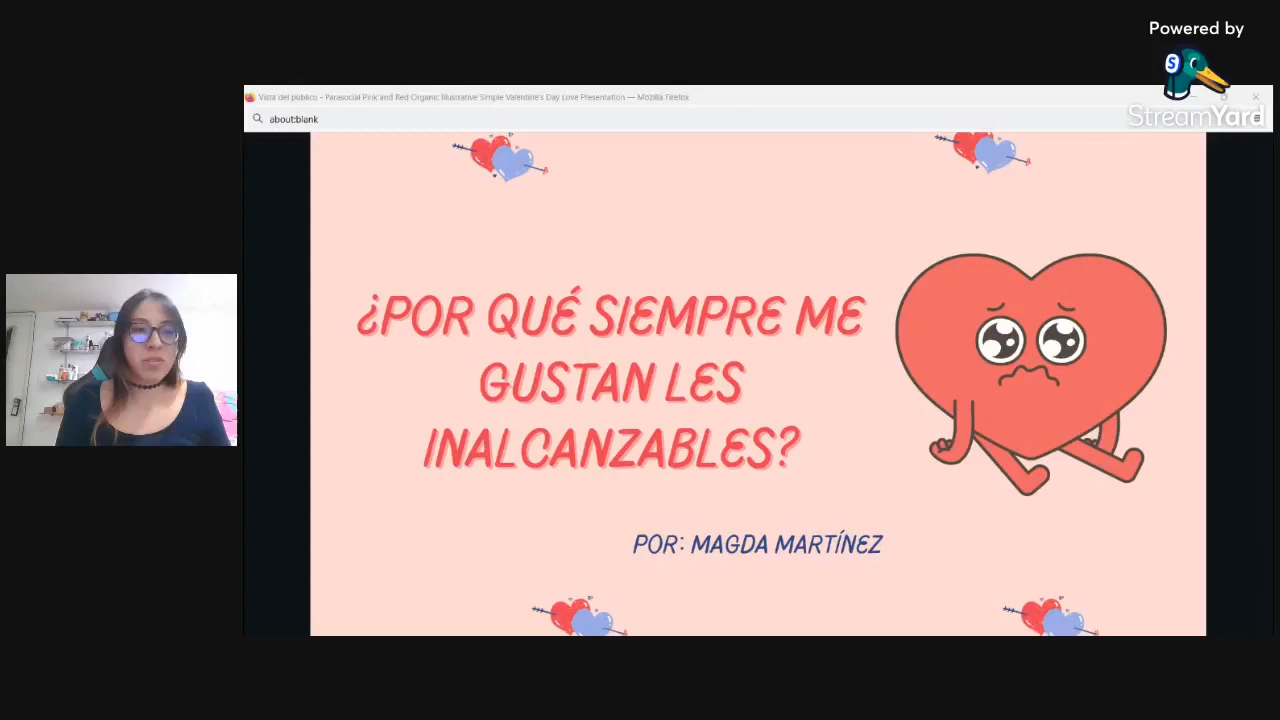 Powered by
S
StreamYard
Vista del público - Parasocial Pink and Red Organic Illustrative Simple Valentine's Day Love Presentation — Mozilla Firefox
about:blank
¿POR QUÉ SIEMPRE ME
GUSTAN LES
INALCANZABLES?
POR: MAGDA MARTÍNEZ